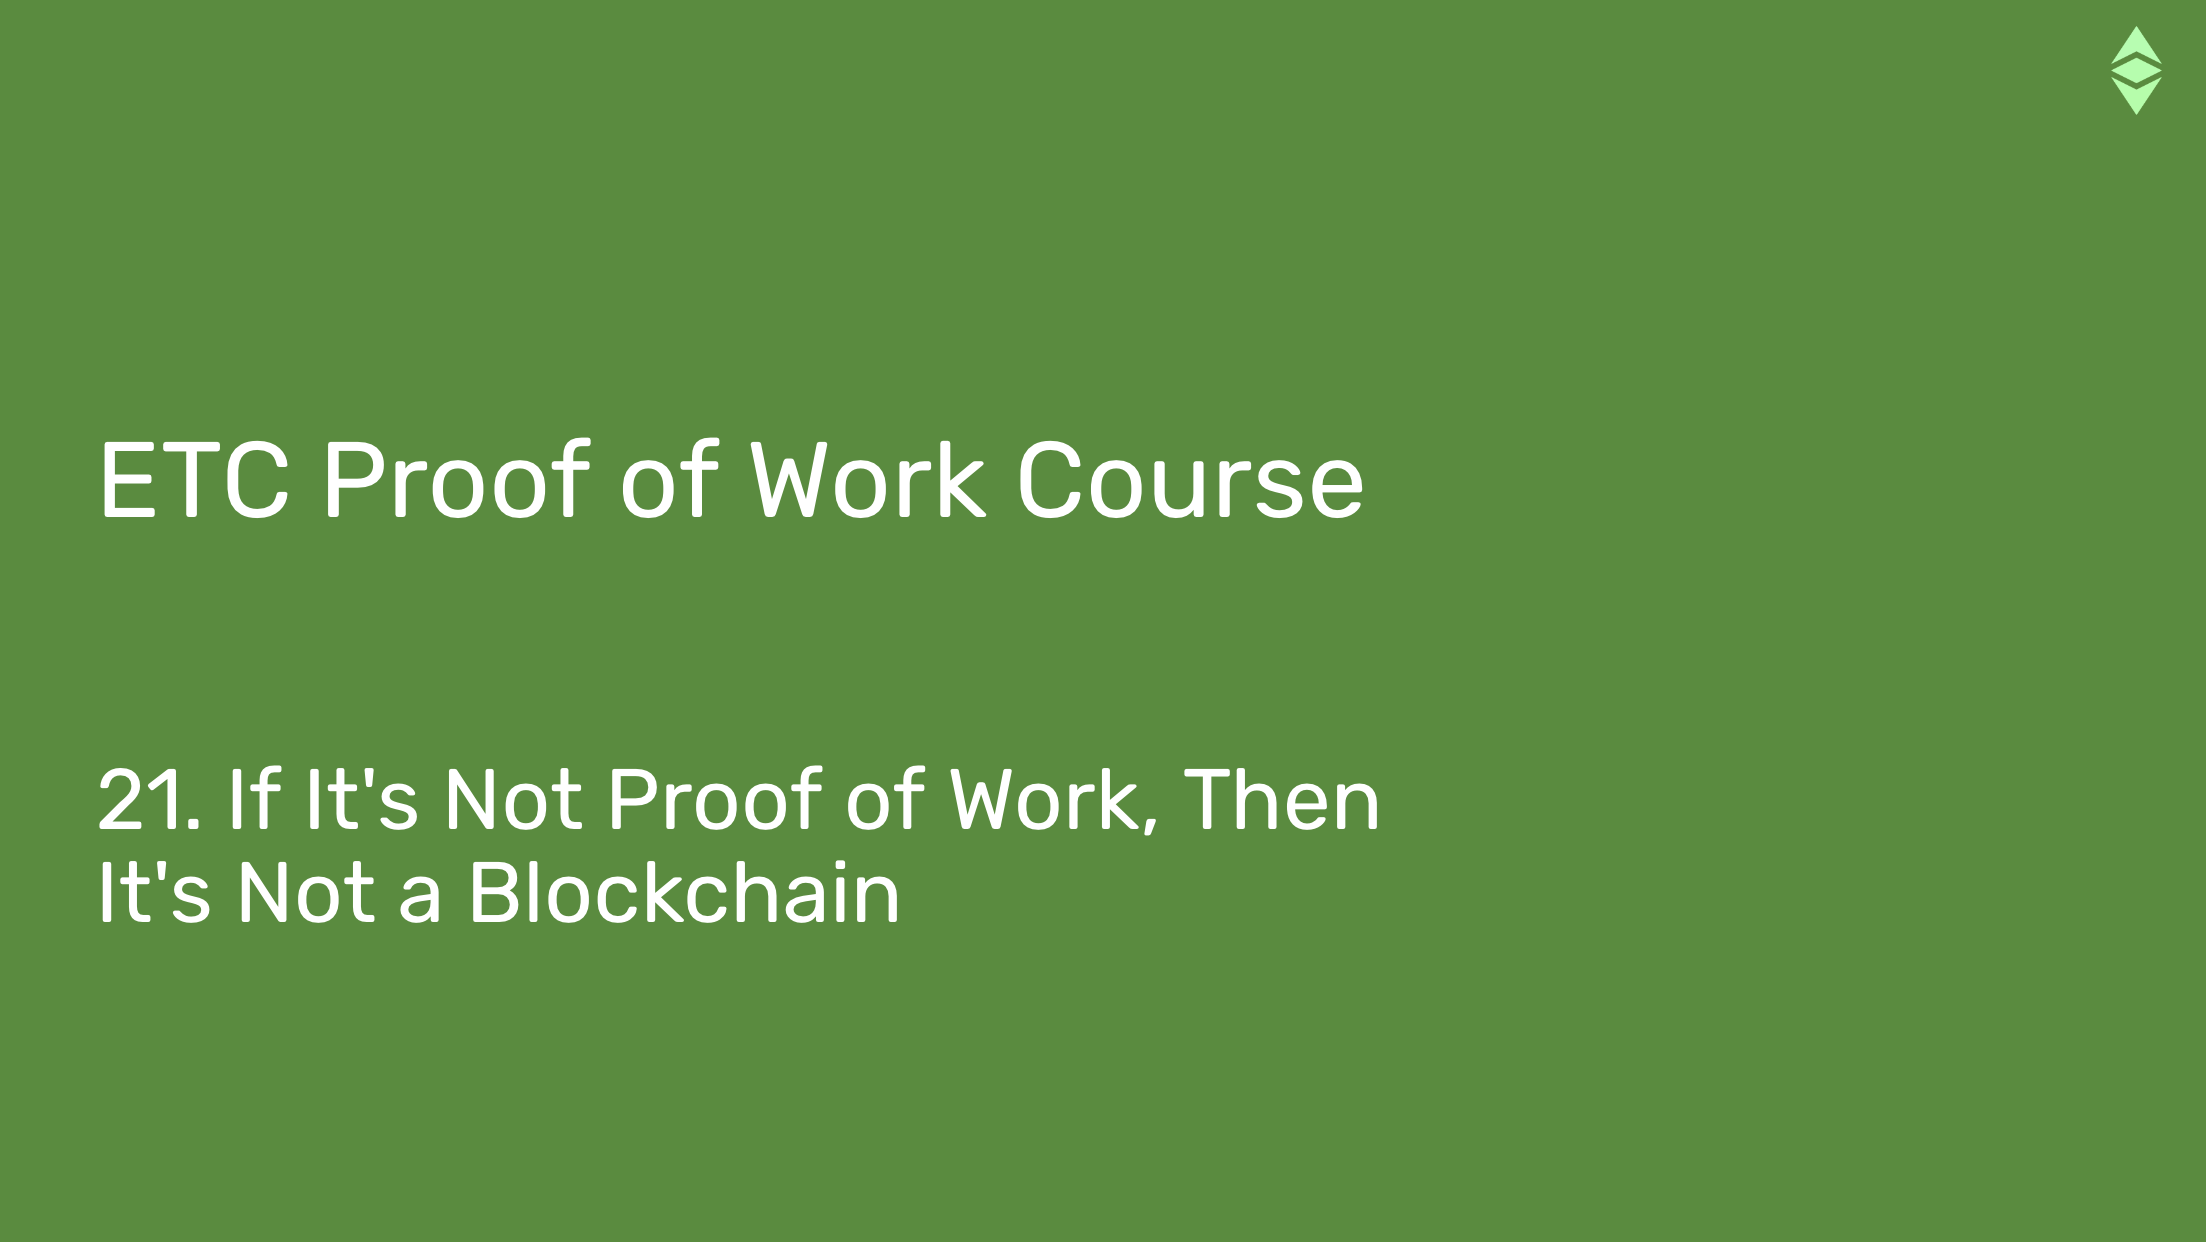 ETC Proof of Work Course
21. If It's Not Proof of Work, Then
It's Not a Blockchain